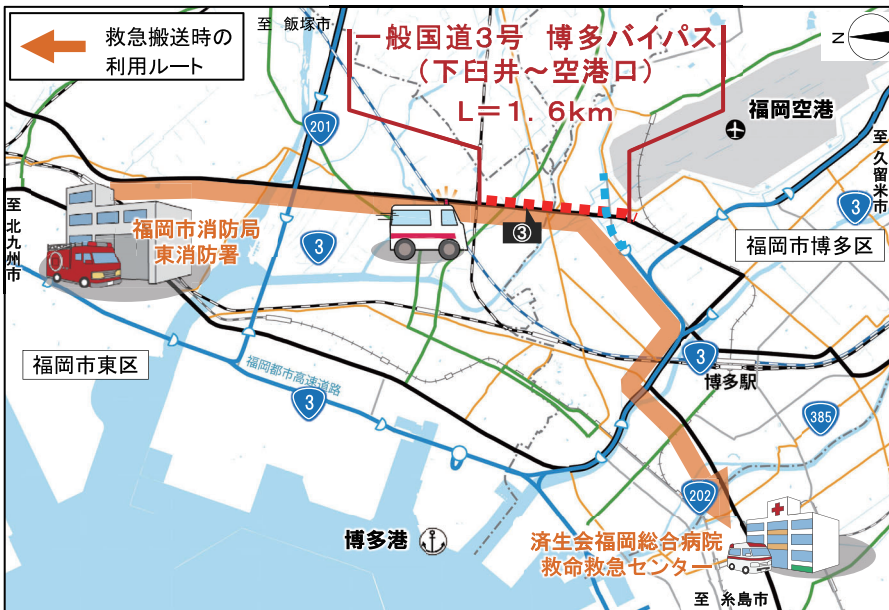 救急搬送時の
利用ルート
至 飯塚市
一般国道3号 博多バイパス
(下臼井~空港口)
L=1.6km
N
福岡空港
201
至 久留米市
3
福岡市博多区
至 北九州市
福岡市消防局
東消防署
3
③
福岡市東区
福岡都市高速道路
3
3
博多駅
385
202
博多港
済生会福岡総合病院
救命救急センター
至 糸島市